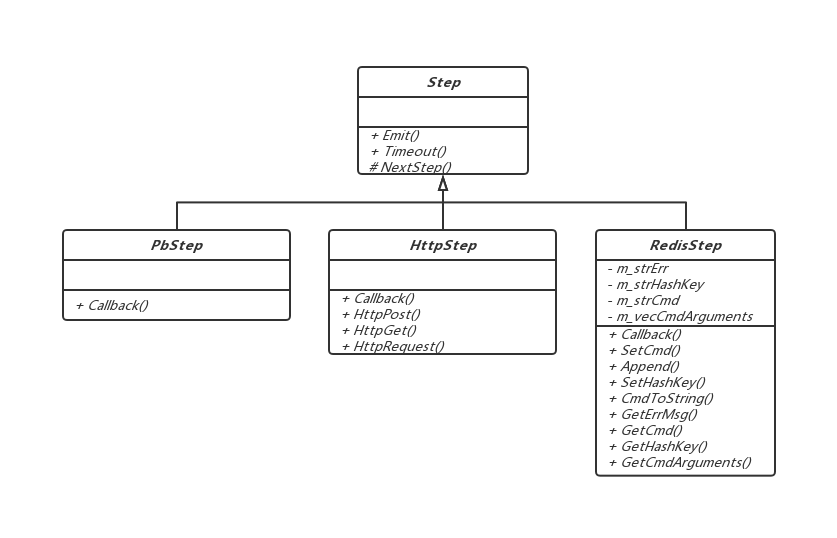 Step
+ Emit()
+ Timeout()
# NextStep()
PbStep
+ Callback()
HttpStep
+ Callback()
+ HttpPost()
+ HttpGet()
+ HttpRequest()
RedisStep
- m_strErr
- m_strHashKey
- m_strCmd
- m_vecCmdArguments
+ Callback()
+ SetCmd()
+ Append()
+ SetHashKey()
+ CmdToString()
+ GetErrMsg()
+ GetCmd()
+ GetHashKey()
+ GetCmdArguments()